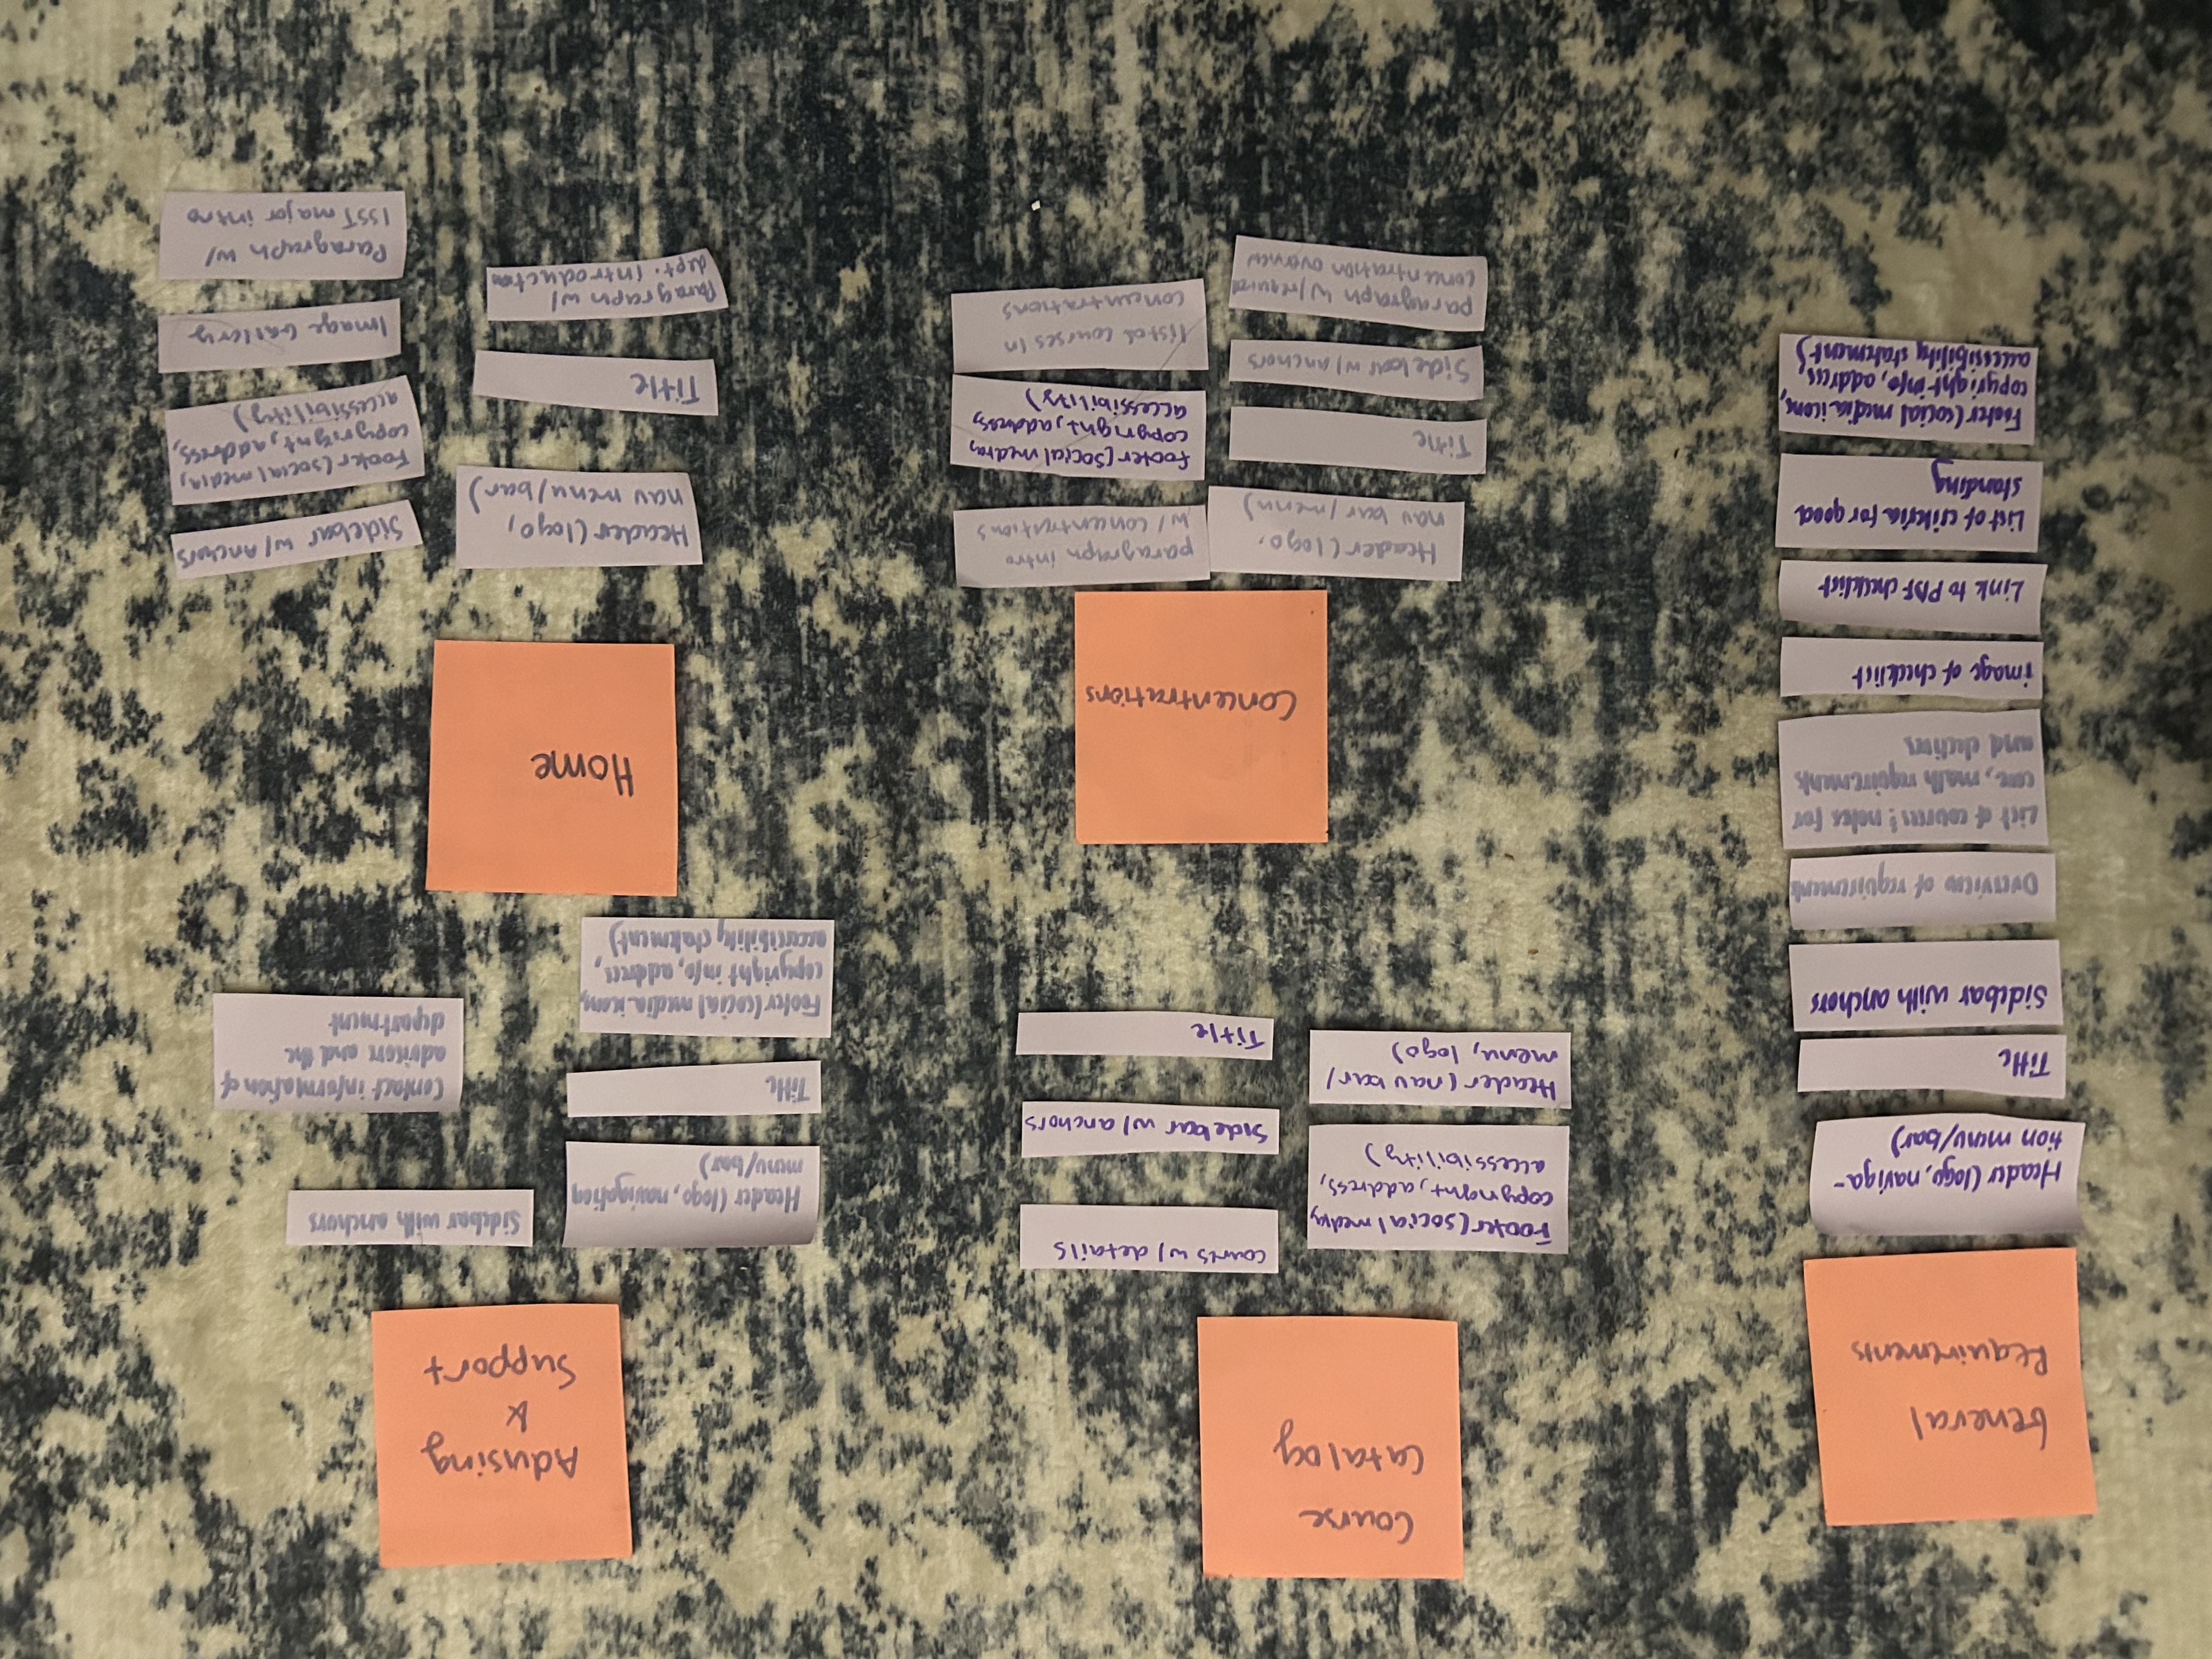 General
Requirements
Header (logo, naviga-
tion menu/bar)
Title
Sidebar with anchors
Overview of requirements
List of courses & notes for
core, math requirements
and electives
image of checklist
Link to PDF checklist
List of criteria for good
standing
Footer (social media icons,
copyright info, address,
accessibility statement)
Course
Catalog
Footer (social media,
copyright, address,
accessibility)
Header (nav bar/
menu, logo)
w/ details
Sidebar w/ anchors
Title
Advising
&
Support
Header (logo, navigation
menu/bar)
Title
Footer (social media icons,
copyright info, address,
accessibility statement)
Sidebar with anchors
Contact information of
advisors and the
department
Concentrations
Header (logo,
nav bar/menu)
Title
Sidebar w/ anchors
paragraph w/ required
concentration overview
paragraph intro
w/ concentrations
footer (social media,
copyright, address,
accessibility)
list of courses in
concentrations
Home
Header (logo,
nav menu/bar)
Title
Paragraph w/
dept. introduction
Sidebar w/ Anchors
Footer (social media,
copyright, address,
accessibility)
Image Gallery
Paragraph w/
ISST major intro